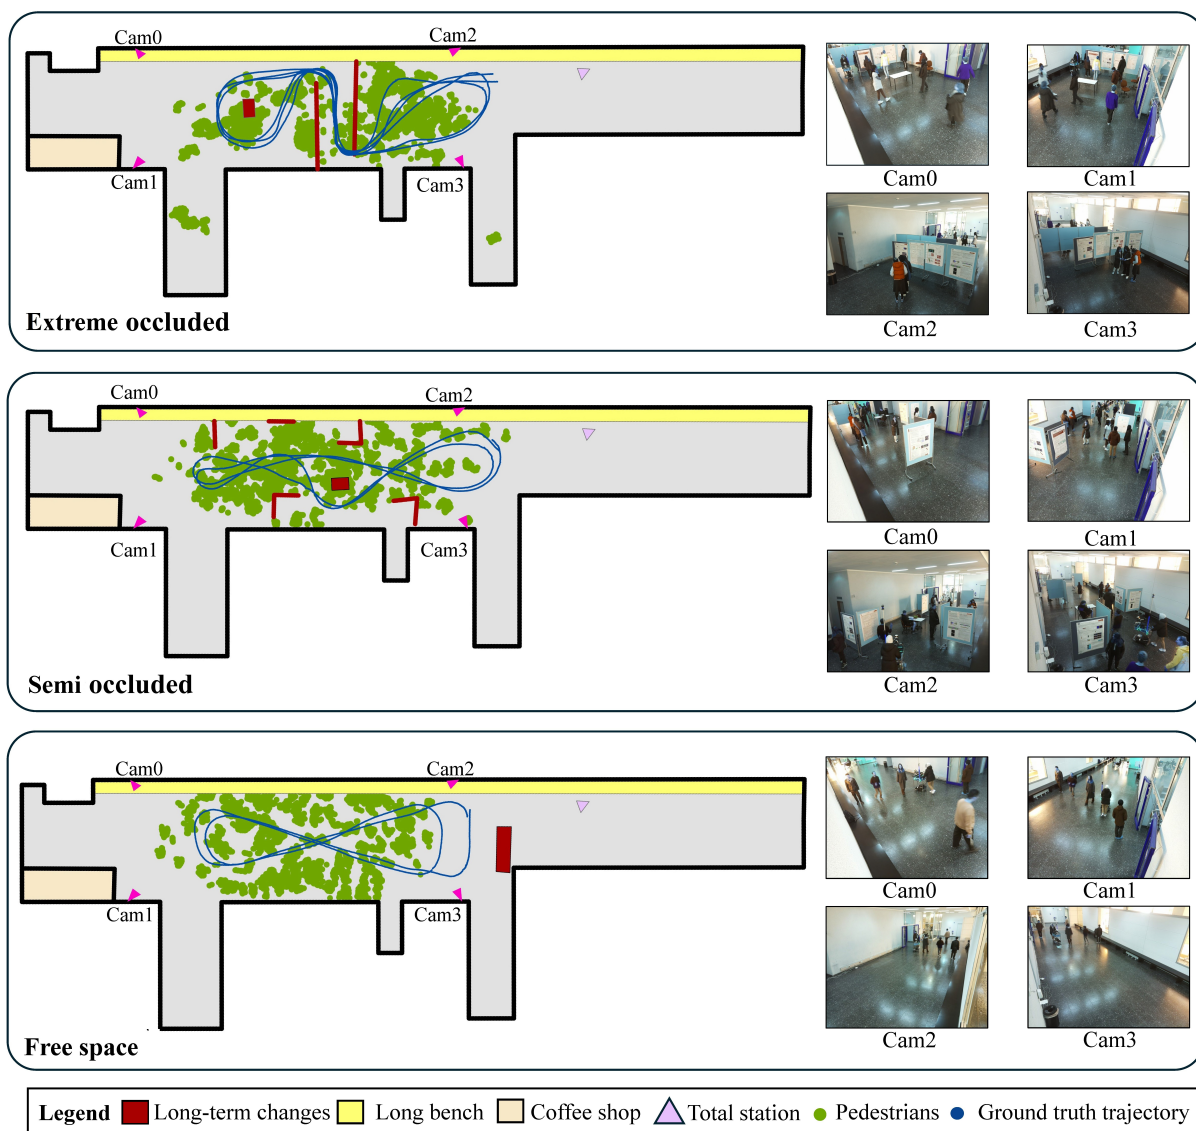 Cam0
Cam2
Cam1
Cam3
Extreme occluded
Cam0
Cam1
Cam2
Cam3
Cam0
Cam2
Cam1
Cam3
Semi occluded
Cam0
Cam1
Cam2
Cam3
Cam0
Cam2
Cam1
Cam3
Free space
Cam0
Cam1
Cam2
Cam3
Legend Long-term changes Long bench Coffee shop Total station Pedestrians Ground truth trajectory